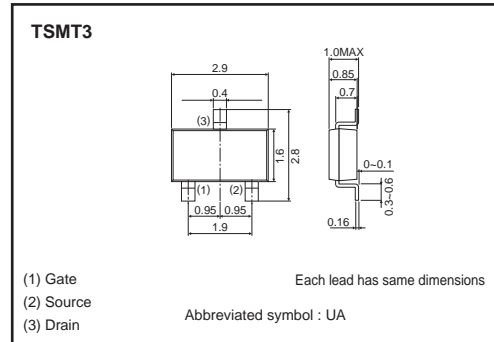 TSMT3
1.0MAX
2.9
0.85
0.4
0.7
(3)
1.6
2.8
(1)
(2)
0~0.1
0.3~0.6
0.95
0.95
0.16
1.9
(1) Gate
Each lead has same dimensions
(2) Source
(3) Drain
Abbreviated symbol : UA